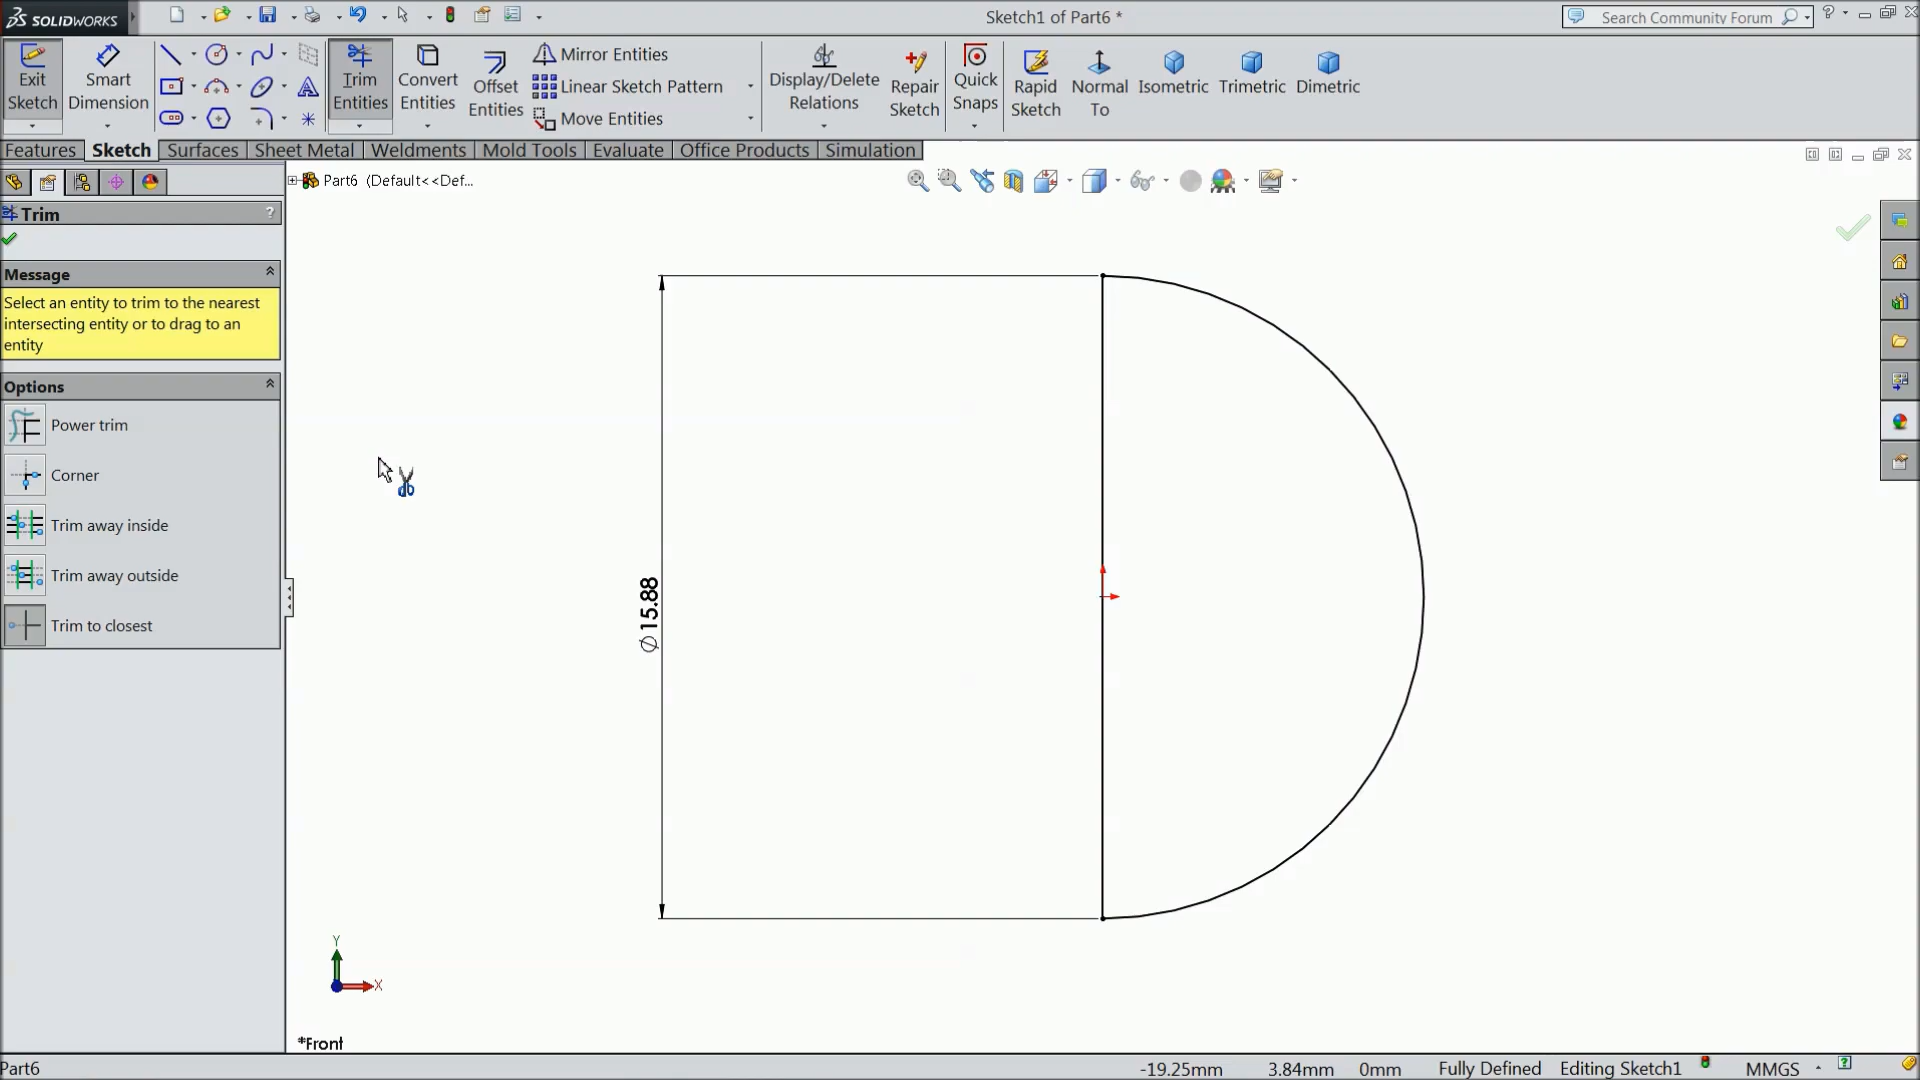 SOLIDWORKS
Sketch1 of Part6 *
Search Community Forum
Exit Sketch
Smart Dimension
Trim Entities
Convert Entities
Offset Entities
Mirror Entities
Linear Sketch Pattern
Move Entities
Display/Delete Relations
Repair Sketch
Quick Snaps
Rapid Sketch
Normal To
Isometric
Trimetric
Dimetric
Features
Sketch
Surfaces
Sheet Metal
Weldments
Mold Tools
Evaluate
Office Products
Simulation
Part6 (Default<<Def...
Trim
?
Message
Select an entity to trim to the nearest
intersecting entity or to drag to an
entity
Options
Power trim
Corner
Trim away inside
Trim away outside
Trim to closest
∅15.88
Y
X
*Front
Part6
-19.25mm
3.84mm
0mm
Fully Defined
Editing Sketch1
MMGS